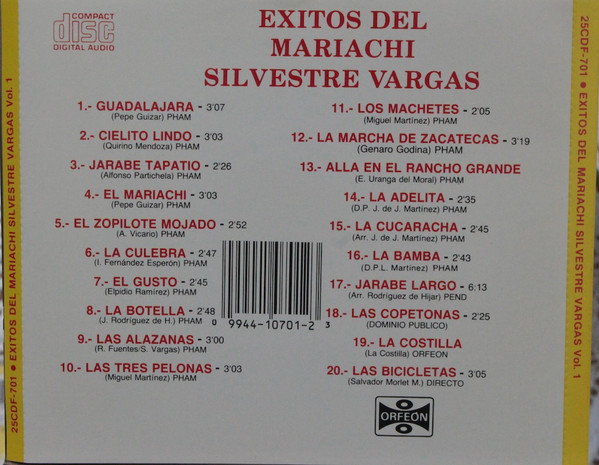 COMPACT
disc
DIGITAL AUDIO
EXITOS DEL
MARIACHI
SILVESTRE VARGAS
1.- GUADALAJARA - 3'07
(Pepe Guizar) PHAM
2.- CIELITO LINDO - 3'03
(Quirino Mendoza) PHAM
3.- JARABE TAPATIO - 2'26
(Alfonso Partichela) PHAM
4.- EL MARIACHI - 3'03
(Pepe Guizar) PHAM
5.- EL ZOPILOTE MOJADO - 2'52
(A. Vicario) PHAM
6.- LA CULEBRA - 2'47
(I. Fernández Esperón) PHAM
7.- EL GUSTO - 2'45
(Elpidio Ramírez) PHAM
8.- LA BOTELLA - 2'48
(J. Rodríguez de H.) PHAM
9.- LAS ALAZANAS - 3'00
(R. Fuentes/S. Vargas) PHAM
10.- LAS TRES PELONAS - 3'03
(Miguel Martínez) PHAM
11.- LOS MACHETES - 2'05
(Miguel Martínez) PHAM
12.- LA MARCHA DE ZACATECAS - 3'19
(Genaro Godina) PHAM
13.- ALLA EN EL RANCHO GRANDE
(E. Uranga del Moral) PHAM
14.- LA ADELITA - 2'35
(D.P. J. de J. Martínez) PHAM
15.- LA CUCARACHA - 2'45
(Arr. J. de J. Martínez) PHAM
16.- LA BAMBA - 2'43
(D.P.L. Martínez) PHAM
17.- JARABE LARGO - 6:13
(Arr. Rodríguez de Hijar) PEND
18.- LAS COPETONAS - 2'25
(DOMINIO PUBLICO)
19.- LA COSTILLA
(La Costilla) ORFEON
20.- LAS BICICLETAS - 3'05
(Salvador Morlet M.) DIRECTO
0
9944-10701-2
3
ORFEÓN
25CDF-701 ● EXITOS DEL MARIACHI SILVESTRE VARGAS Vol. 1
25CDF-701 ● EXITOS DEL MARIACHI SILVESTRE VARGAS Vol. 1